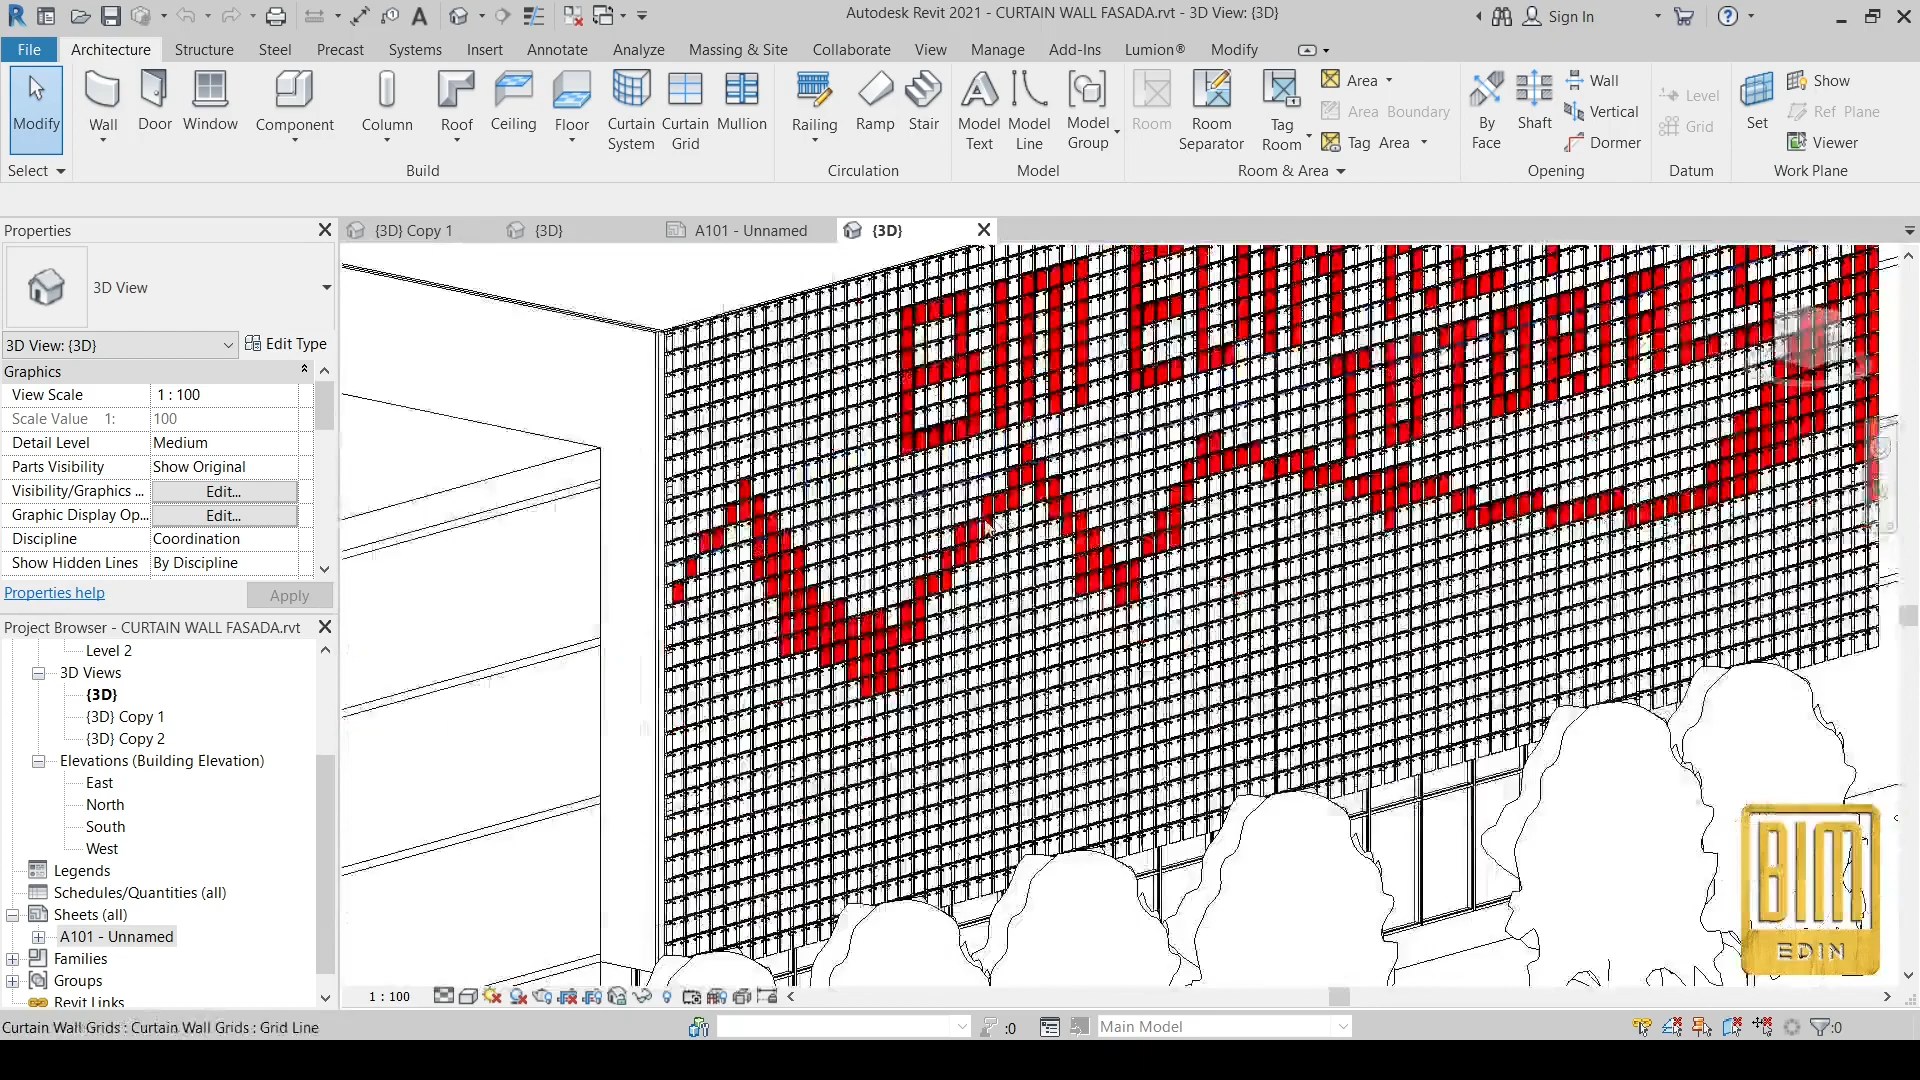 Autodesk Revit 2021 - CURTAIN WALL FASADA.rvt - 3D View: {3D}
Sign In
File
Architecture
Structure
Steel
Precast
Systems
Insert
Annotate
Analyze
Massing & Site
Collaborate
View
Manage
Add-Ins
Lumion®
Modify
Modify
Wall
Door
Window
Component
Column
Roof
Ceiling
Floor
Curtain System
Curtain Grid
Mullion
Railing
Ramp
Stair
Model Text
Model Line
Model Group
Room
Room Separator
Tag Room
Area
Area Boundary
Tag Area
By Face
Shaft
Wall
Vertical
Dormer
Level
Grid
Set
Show
Ref Plane
Viewer
Select
Build
Circulation
Model
Room & Area
Opening
Datum
Work Plane
Properties
{3D} Copy 1
{3D}
A101 - Unnamed
{3D}
3D View
3D View: {3D}
Edit Type
Graphics
View Scale 1 : 100
Scale Value 1: 100
Detail Level Medium
Parts Visibility Show Original
Visibility/Graphics ... Edit...
Graphic Display Op... Edit...
Discipline Coordination
Show Hidden Lines By Discipline
Properties help
Apply
Project Browser - CURTAIN WALL FASADA.rvt
Level 2
3D Views
{3D}
{3D} Copy 1
{3D} Copy 2
Elevations (Building Elevation)
East
North
South
West
Legends
Schedules/Quantities (all)
Sheets (all)
A101 - Unnamed
Families
Groups
Revit Links
BIM
EDIN
1 : 100
Curtain Wall Grids : Curtain Wall Grids : Grid Line
:0
Main Model
:0